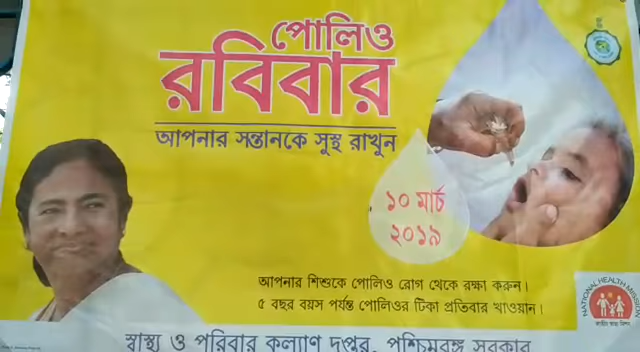 পোলিও
রবিবার
আপনার সন্তানকে সুস্থ রাখুন
১০ মার্চ
২০১৯
আপনার শিশুকে পোলিও রোগ থেকে রক্ষা করুন।
৫ বছর বয়স পর্যন্ত পোলিওর টিকা প্রতিবার খাওয়ান।
NATIONAL HEALTH MISSION
স্বাস্থ্য ও পরিবার কল্যাণ দপ্তর, পশ্চিমবঙ্গ সরকার